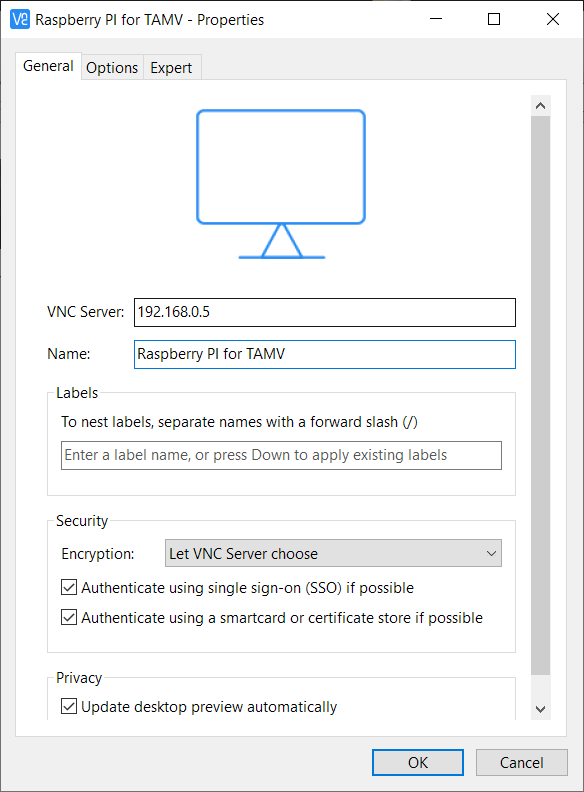 Raspberry PI for TAMV - Properties
General Options Expert
VNC Server: 192.168.0.5
Name: Raspberry PI for TAMV
Labels
To nest labels, separate names with a forward slash (/)
Enter a label name, or press Down to apply existing labels
Security
Encryption: Let VNC Server choose
Authenticate using single sign-on (SSO) if possible
Authenticate using a smartcard or certificate store if possible
Privacy
Update desktop preview automatically
OK Cancel